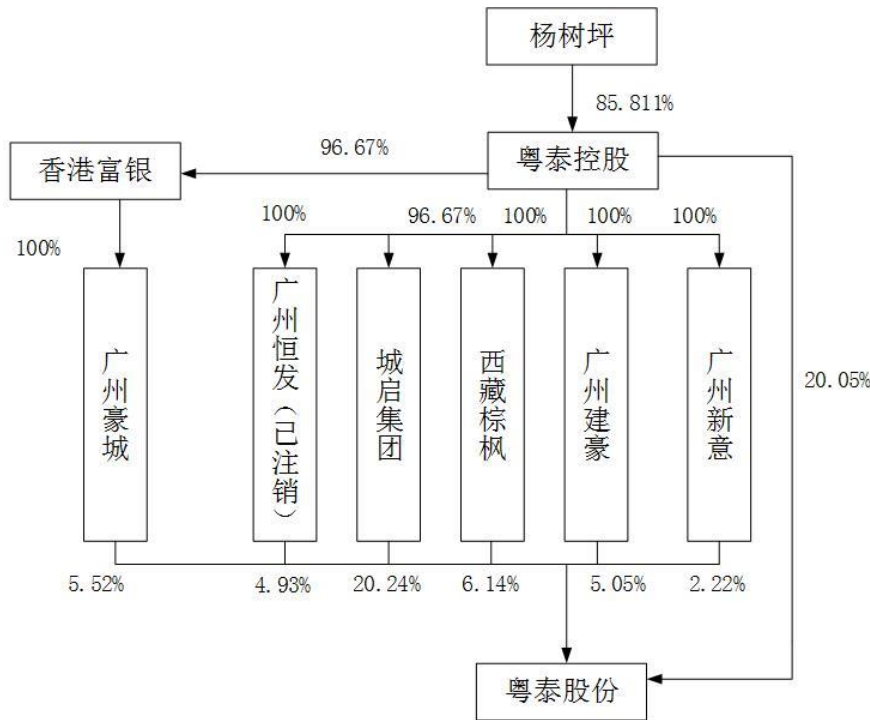 杨树坪
85.811%
96.67%
粤泰控股
香港富银
100%
96.67%
100%
100%
100%
100%
广州豪城
广州恒发（已注销）
城启集团
西藏棕枫
广州建豪
广州新意
20.05%
5.52%
4.93%
20.24%
6.14%
5.05%
2.22%
粤泰股份